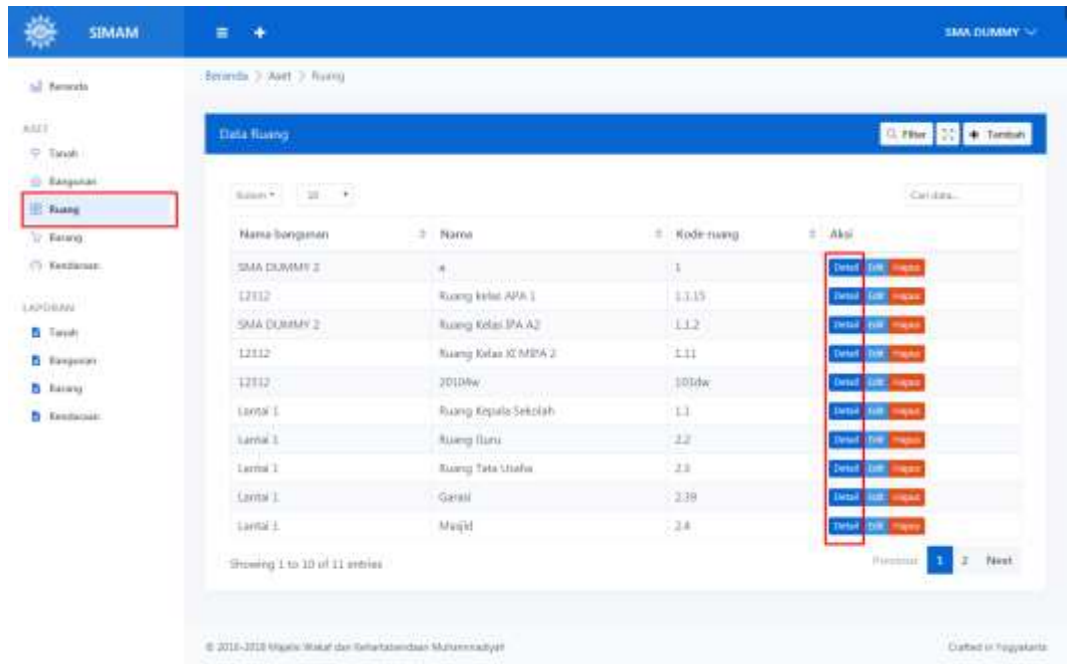 SIMAM
SMA DUMMY
Beranda
Beranda > Aset > Ruang
ASET
Tanah
Bangunan
Ruang
Barang
Kendaraan
LAPORAN
Tanah
Bangunan
Barang
Kendaraan
Data Ruang
Filter
Tambah
Kolom
10
Cari data...
Nama bangunan Nama Kode ruang Aksi
SMA DUMMY 2 a 1 Detail Edit Hapus
12312 Ruang kelas APA 1 1.1.15 Detail Edit Hapus
SMA DUMMY 2 Ruang Kelas IPA A2 1.1.2 Detail Edit Hapus
12312 Ruang Kelas XI MIPA 2 1.11 Detail Edit Hapus
12312 103dw Detail Edit Hapus
Lantai 1 Ruang Kepala Sekolah 1.1 Detail Edit Hapus
Lantai 1 Ruang Guru 2.2 Detail Edit Hapus
Lantai 1 Ruang Tata Usaha Detail Edit Hapus
Lantai 1 Garasi 2.39 Detail Edit Hapus
Lantai 1 Masjid 2.4 Detail Edit Hapus
Showing 1 to 10 of 11 entries
Previous 1 2 Next
© 2016-2018 Majelis Wakaf dan Kehartabendaan Muhammadiyah
Crafted in Yogyakarta